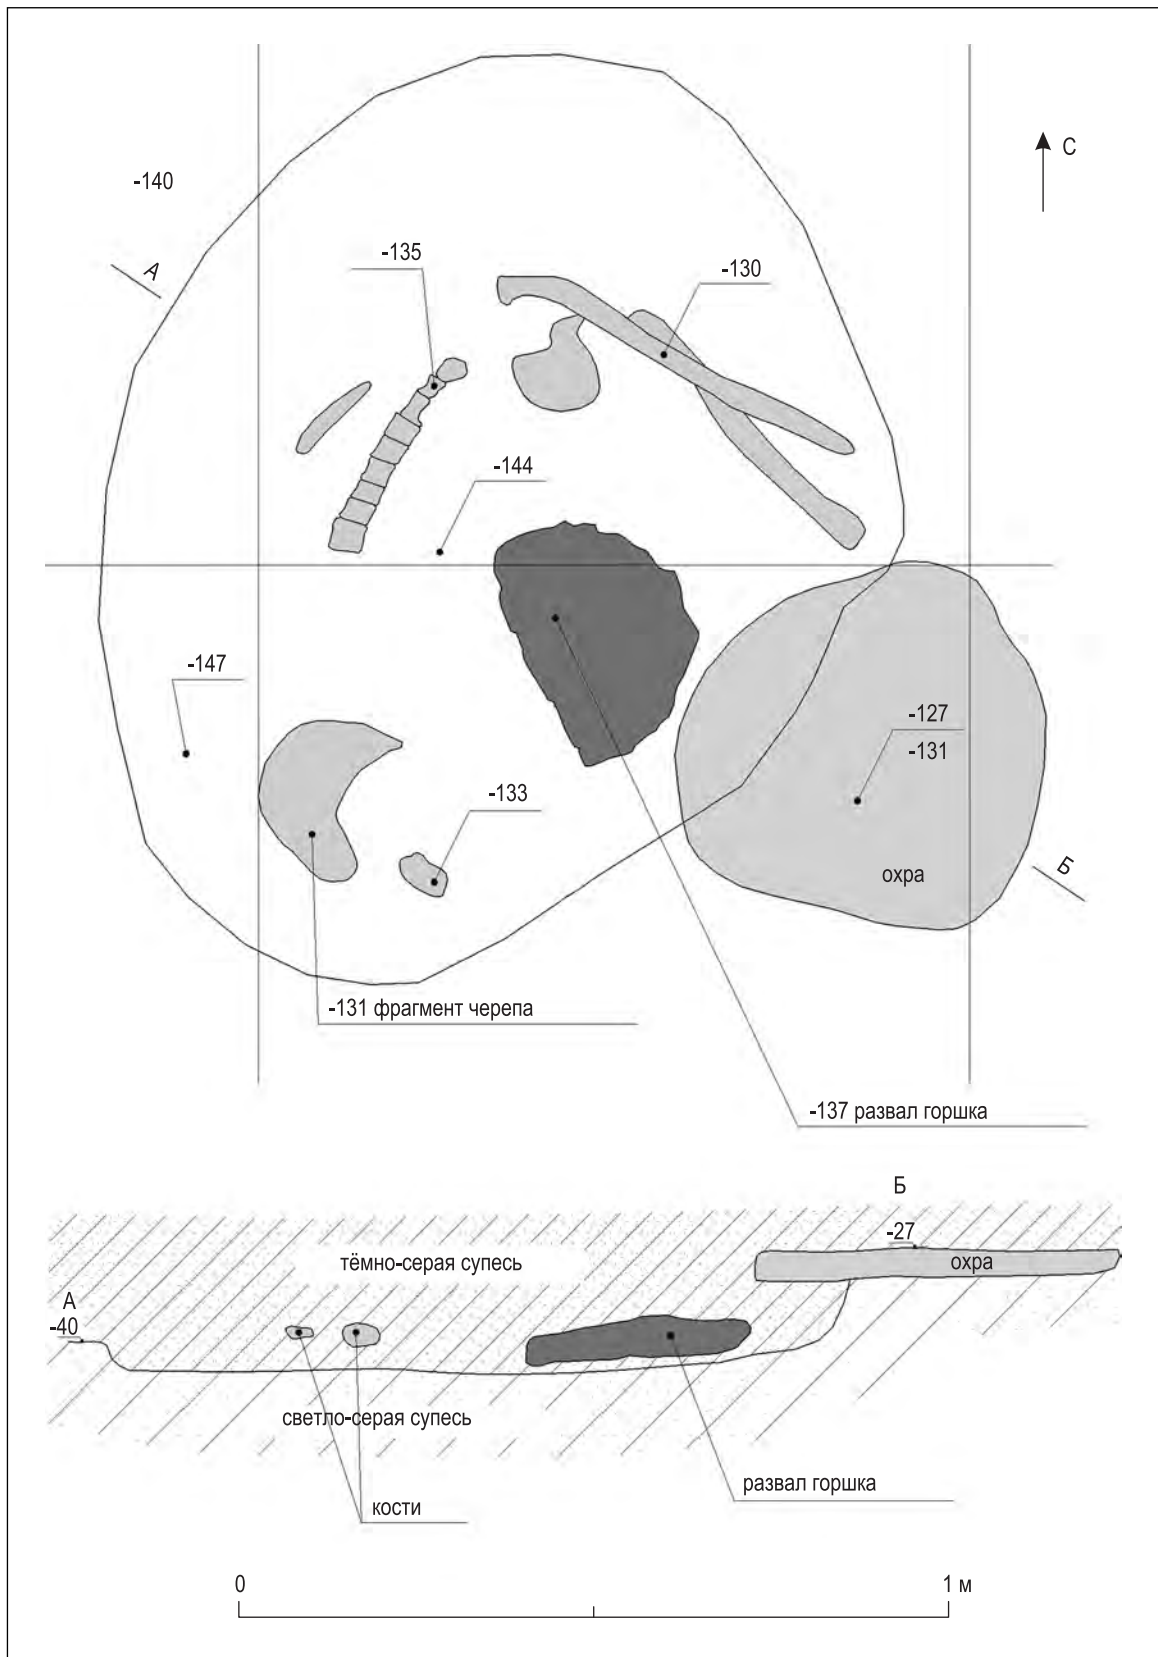 С
-140
А
-135
-130
-144
-147
-127
-131
-133
охра
Б
-131 фрагмент черепа
-137 развал горшка
Б
-27
тёмно-серая супесь
охра
А
-40
светло-серая супесь
развал горшка
кости
0
1 м